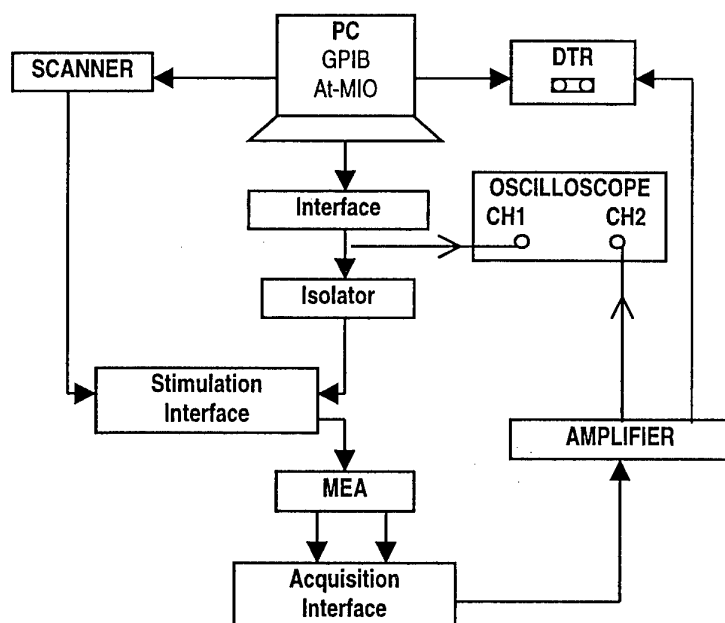 PC
GPIB
At-MIO
SCANNER
DTR
Interface
OSCILLOSCOPE
CH1 CH2
Isolator
Stimulation
Interface
AMPLIFIER
MEA
Acquisition
Interface